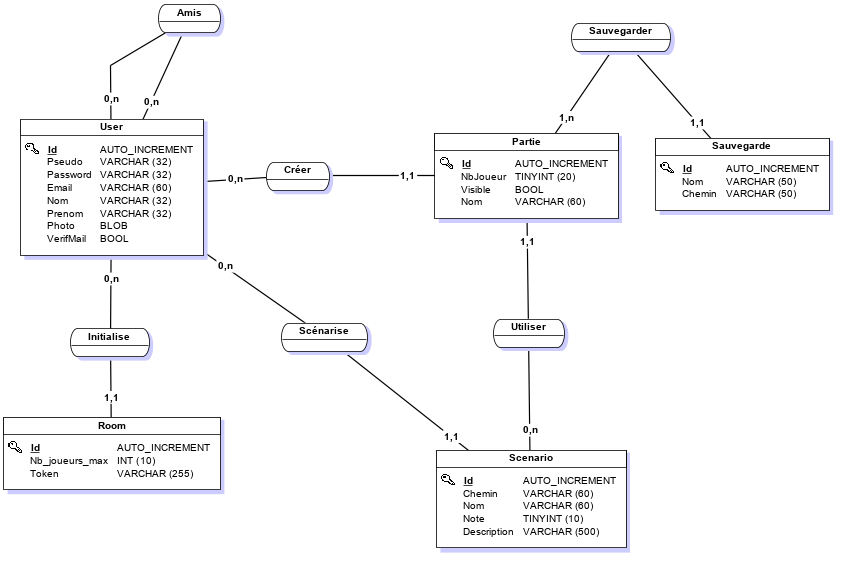 Amis
0,n
0,n
User
Id AUTO_INCREMENT
Pseudo VARCHAR (32)
Password VARCHAR (32)
Email VARCHAR (60)
Nom VARCHAR (32)
Prenom VARCHAR (32)
Photo BLOB
VerifMail BOOL
0,n
Créer
1,1
Sauvegarder
1,n
1,1
Partie
Id AUTO_INCREMENT
NbJoueur TINYINT (20)
Visible BOOL
Nom VARCHAR (60)
Sauvegarde
Id AUTO_INCREMENT
Nom VARCHAR (50)
Chemin VARCHAR (50)
0,n
Initialise
1,1
0,n
Scénarise
1,1
1,1
Utiliser
0,n
Room
Id AUTO_INCREMENT
Nb_joueurs_max INT (10)
Token VARCHAR (255)
Scenario
Id AUTO_INCREMENT
Chemin VARCHAR (60)
Nom VARCHAR (60)
Note TINYINT (10)
Description VARCHAR (500)